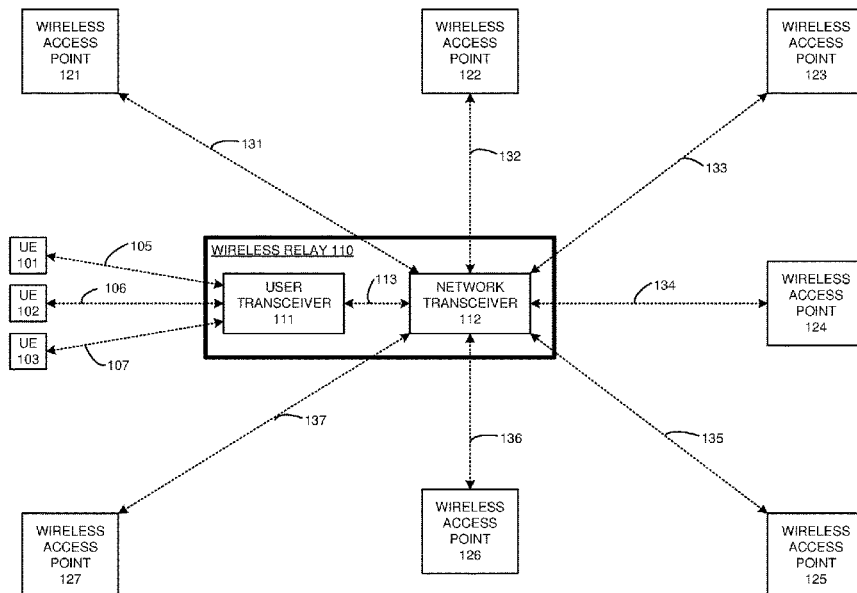 WIRELESS
ACCESS
POINT
121
WIRELESS
ACCESS
POINT
122
WIRELESS
ACCESS
POINT
123
131
132
133
UE
101
105
UE
102
106
UE
103
107
WIRELESS RELAY 110
USER
TRANSCEIVER
111
113
NETWORK
TRANSCEIVER
112
134
WIRELESS
ACCESS
POINT
124
137
136
135
WIRELESS
ACCESS
POINT
127
WIRELESS
ACCESS
POINT
126
WIRELESS
ACCESS
POINT
125